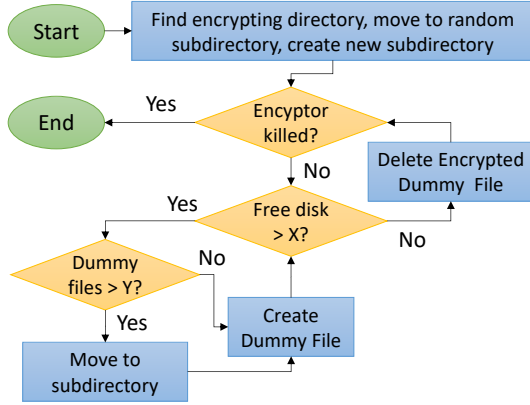 Start
Find encrypting directory, move to random
subdirectory, create new subdirectory
Yes
End
Encyptor
killed?
No
Delete Encrypted
Dummy File
Yes
Free disk
> X?
No
Dummy
files > Y?
No
Yes
Create
Dummy File
Move to
subdirectory